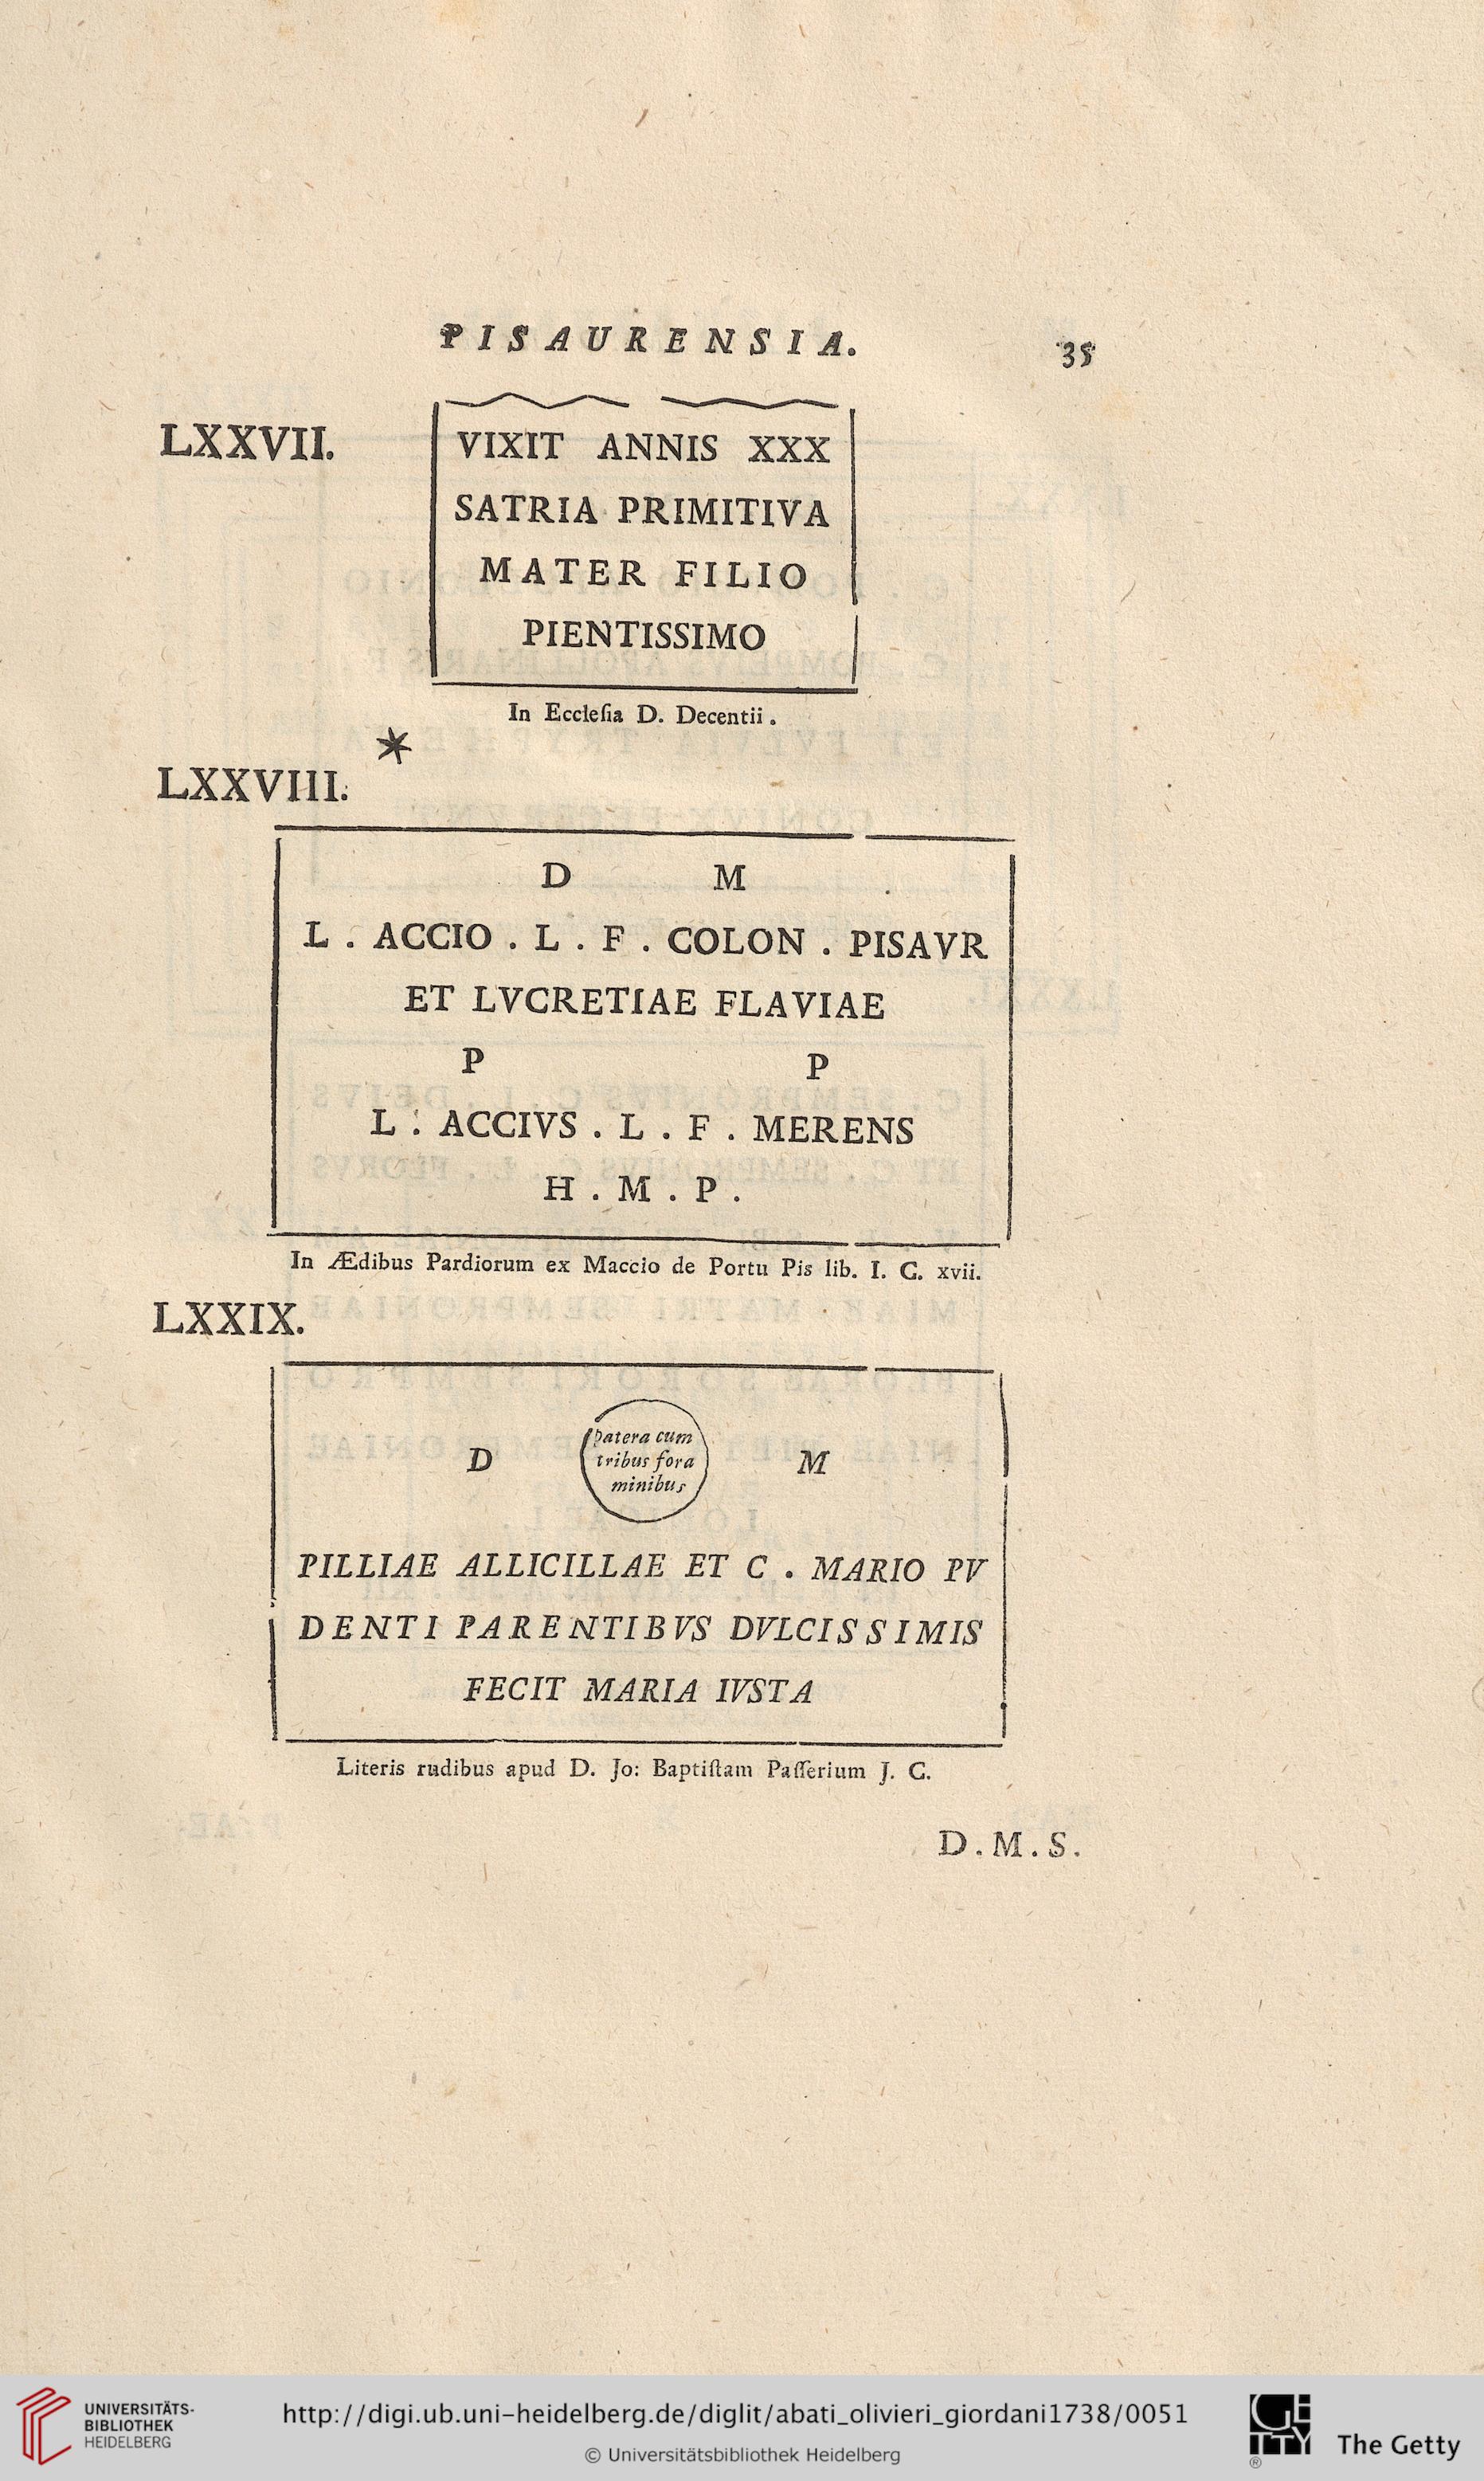 PISAURENSIA. 35
LXXVII.
VIXIT ANNIS XXX
SATRIA PRIMITIVA
MATER FILIO
PIENTISSIMO
In Eccleſia D. Decentii.
*
LXXVIII.
D M
L . ACCIO . L . F . COLON . PISAVR
ET LVCRETIAE FLAVIAE
P P
L . ACCIVS . L . F . MERENS
H . M . P .
In Ædibus Pardiorum ex Maccio de Portu Pis lib. I. C. xvii.
LXXIX.
patera cum
D tribus fora M
minibus
PILLIAE ALLICILLAE ET C . MARIO PV
DENTI PARENTIBVS DVLCISSIMIS
FECIT MARIA IVSTA
Literis rudibus apud D. Jo: Baptiſtam Paſſerium J. C.
D.M.S.
UNIVERSITÄTS-
BIBLIOTHEK
HEIDELBERG
http://digi.ub.uni-heidelberg.de/diglit/abati_olivieri_giordani1738/0051
© Universitätsbibliothek Heidelberg
GETTY
®
The Getty